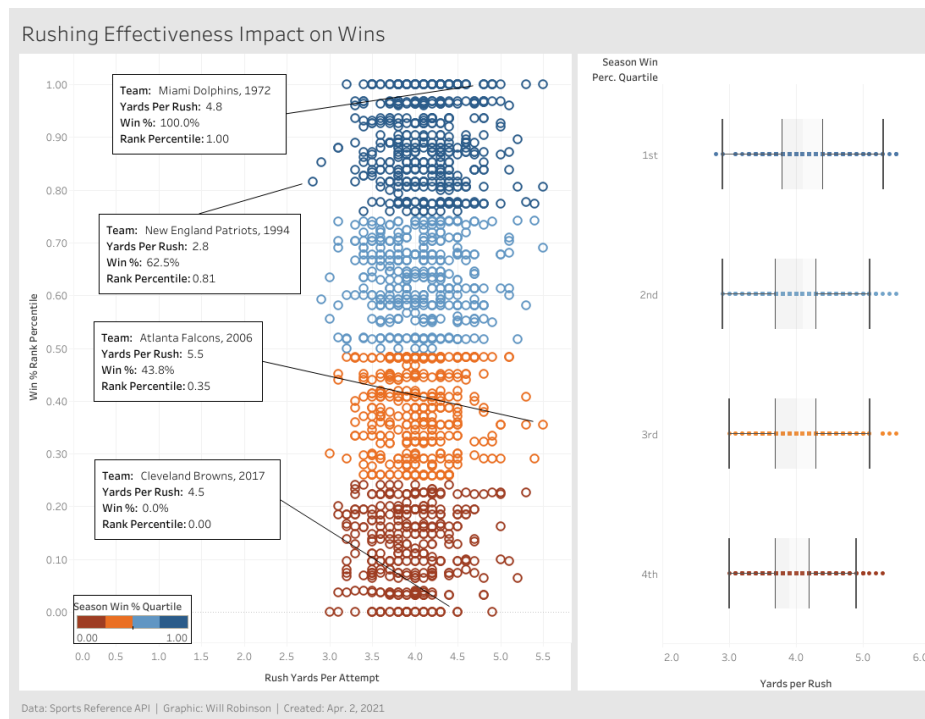 Rushing Effectiveness Impact on Wins
Win % Rank Percentile
1.00
0.90
0.80
0.70
0.60
0.50
0.40
0.30
0.20
0.10
0.00
Team: Miami Dolphins, 1972
Yards Per Rush: 4.8
Win %: 100.0%
Rank Percentile: 1.00
Team: New England Patriots, 1994
Yards Per Rush: 2.8
Win %: 62.5%
Rank Percentile: 0.81
Team: Atlanta Falcons, 2006
Yards Per Rush: 5.5
Win %: 43.8%
Rank Percentile: 0.35
Team: Cleveland Browns, 2017
Yards Per Rush: 4.5
Win %: 0.0%
Rank Percentile: 0.00
Season Win % Quartile
0.00 1.00
0.0 0.5 1.0 1.5 2.0 2.5 3.0 3.5 4.0 4.5 5.0 5.5
Rush Yards Per Attempt
Season Win
Perc. Quartile
1st
2nd
3rd
4th
2.0 3.0 4.0 5.0 6.0
Yards per Rush
Data: Sports Reference API | Graphic: Will Robinson | Created: Apr. 2, 2021